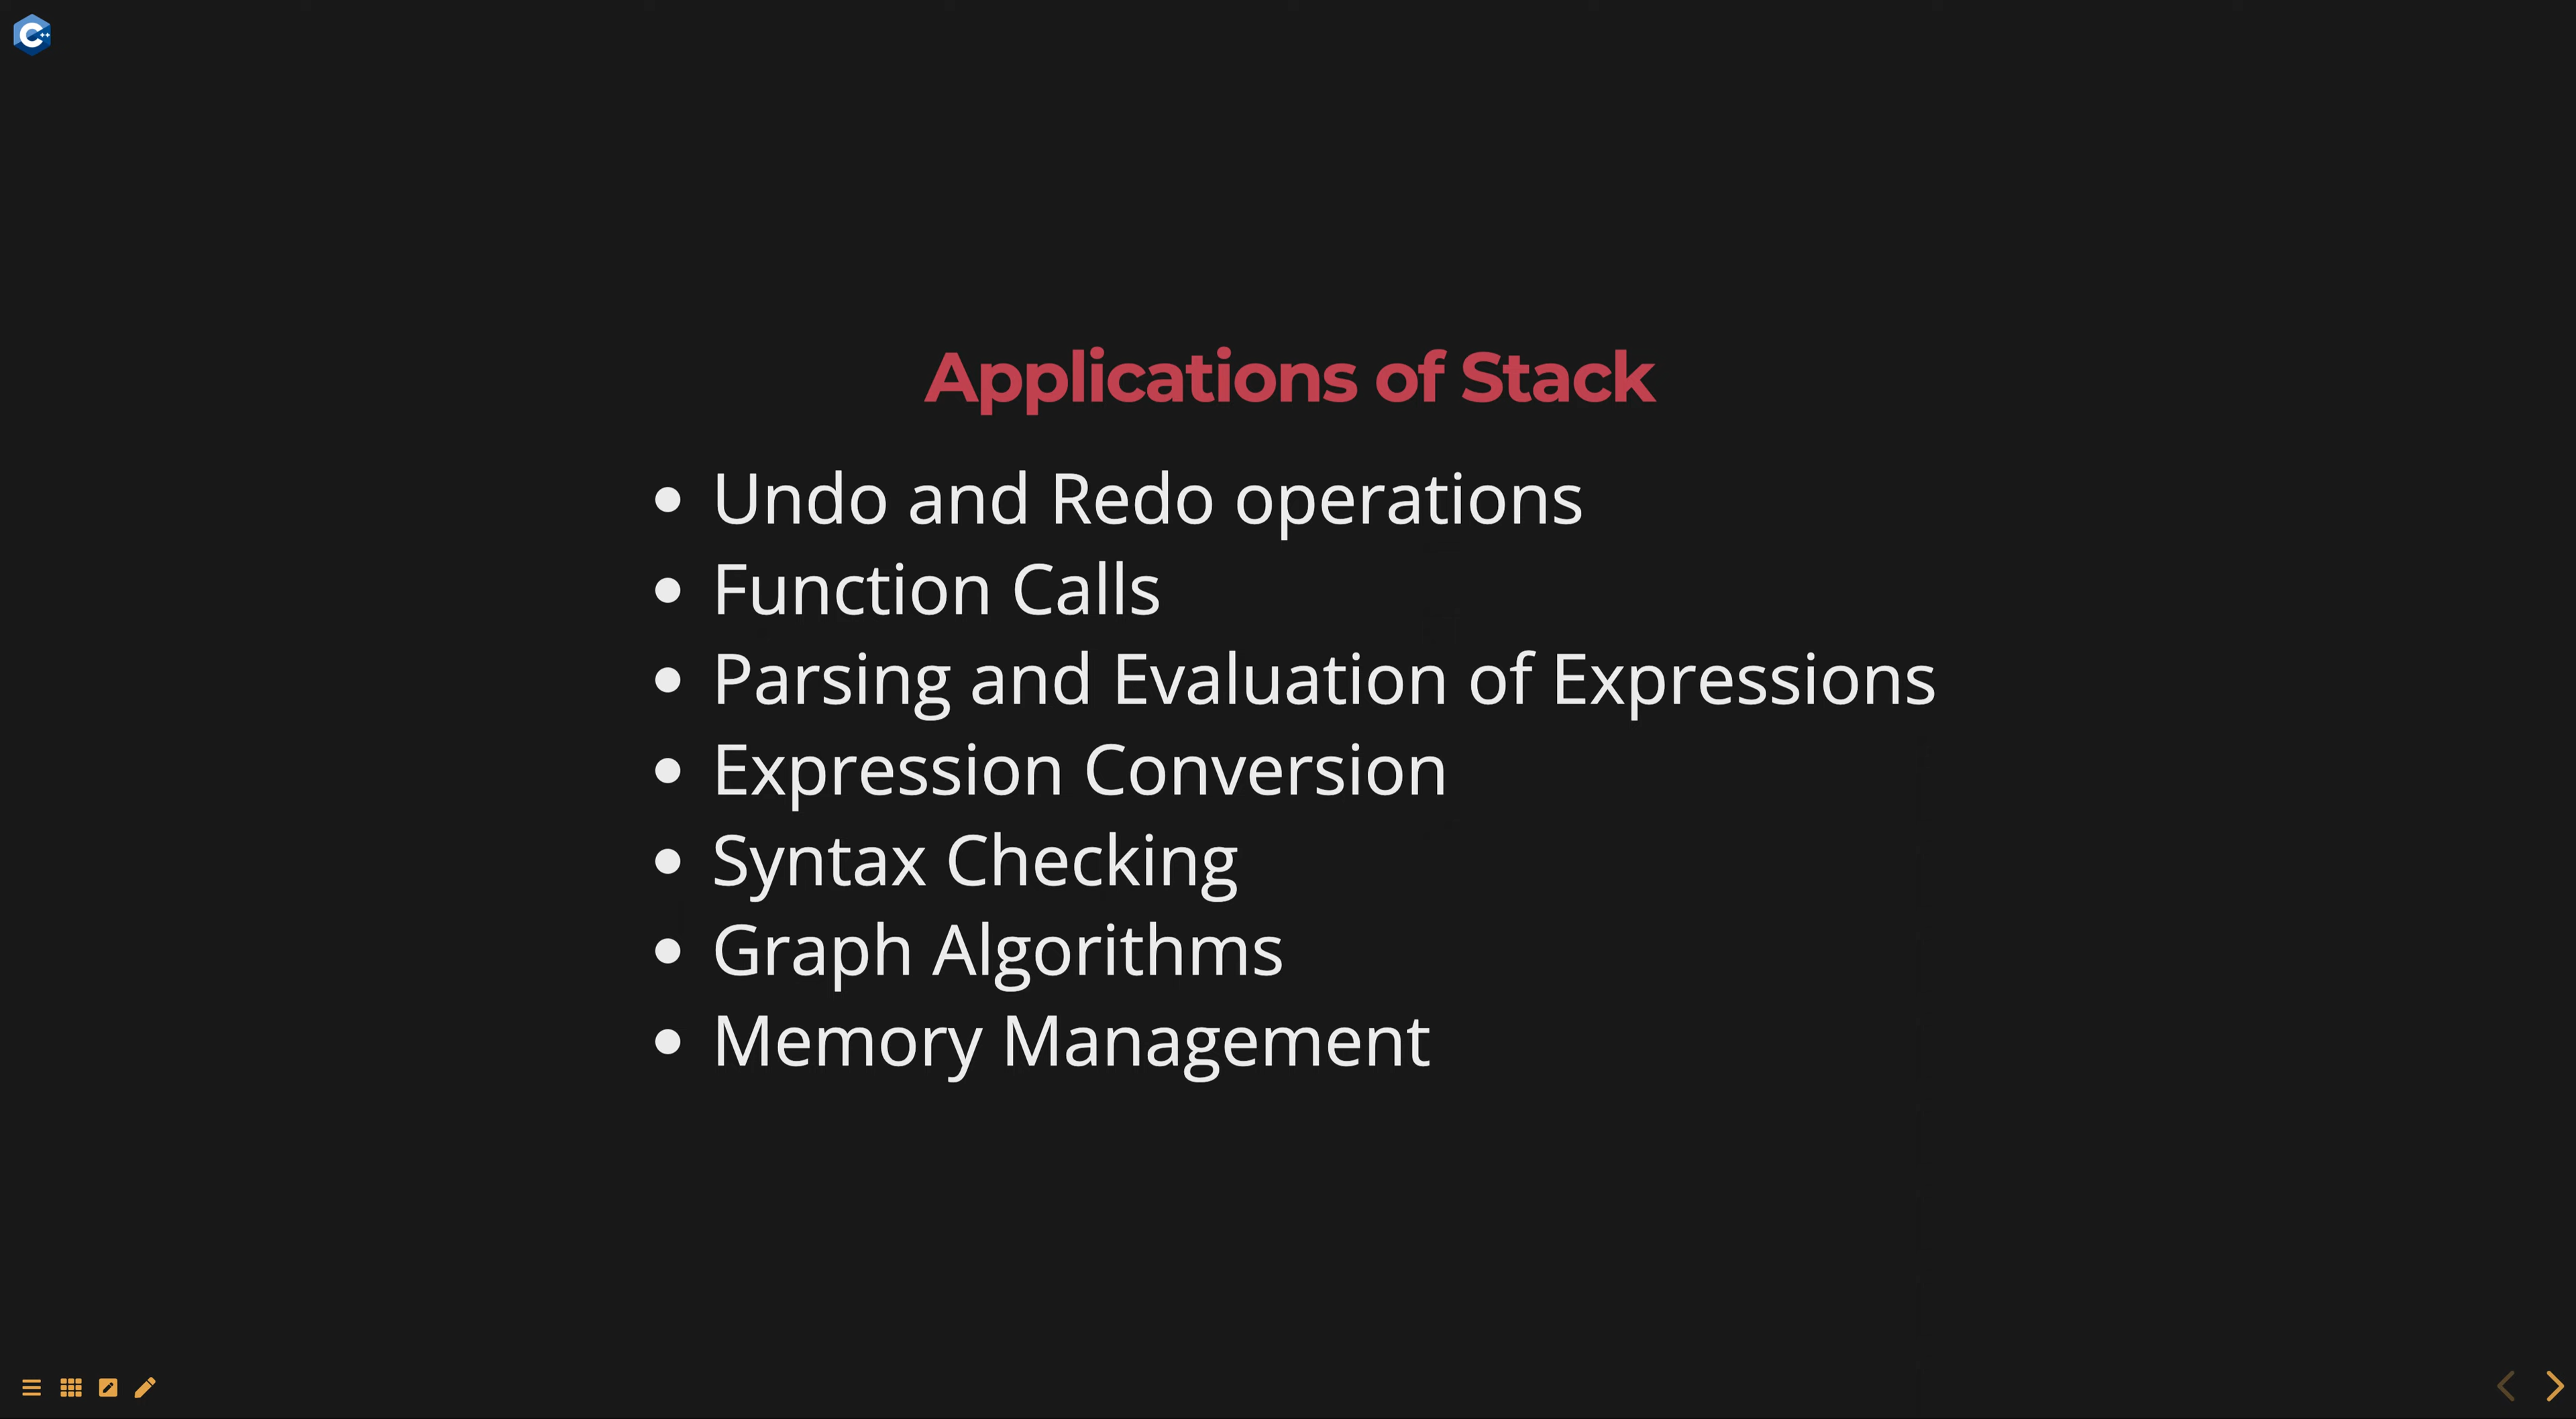 C++
Applications of Stack
• Undo and Redo operations
• Function Calls
• Parsing and Evaluation of Expressions
• Expression Conversion
• Syntax Checking
• Graph Algorithms
• Memory Management